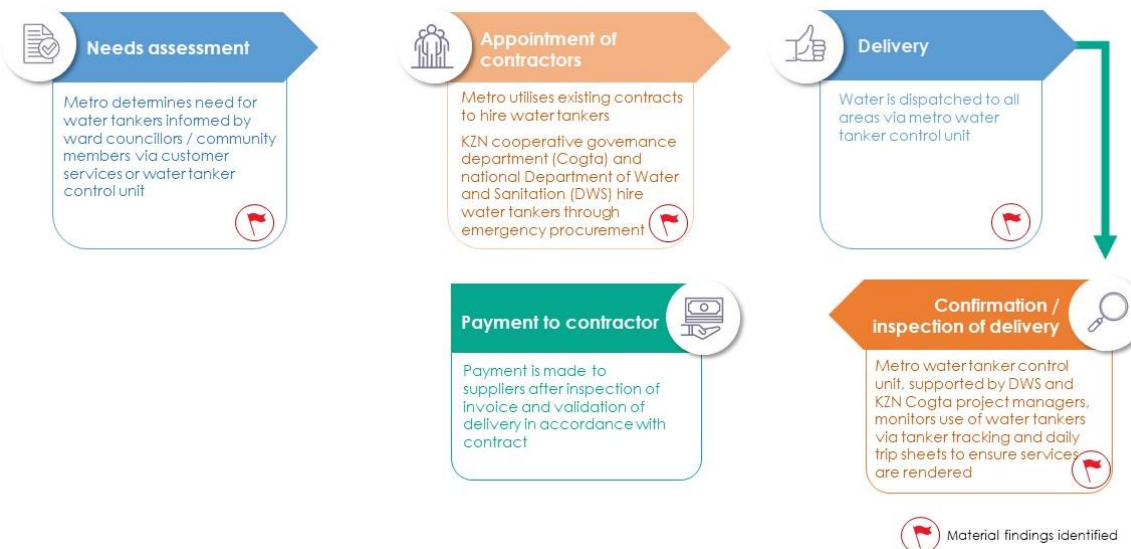 Needs assessment
Metro determines need for
water tankers informed by
ward councillors / community
members via customer
services or water tanker
control unit
Appointment of
contractors
Metro utilises existing contracts
to hire water tankers
KZN cooperative governance
department (Cogta) and
national Department of Water
and Sanitation (DWS) hire
water tankers through
emergency procurement
Delivery
Water is dispatched to all
areas via metro water
tanker control unit
Confirmation /
inspection of delivery
Metro water tanker control
unit, supported by DWS and
KZN Cogta project managers,
monitors use of water tankers
via tanker tracking and daily
trip sheets to ensure services
are rendered
Payment to contractor
Payment is made to
suppliers after inspection of
invoice and validation of
delivery in accordance with
contract
Material findings identified